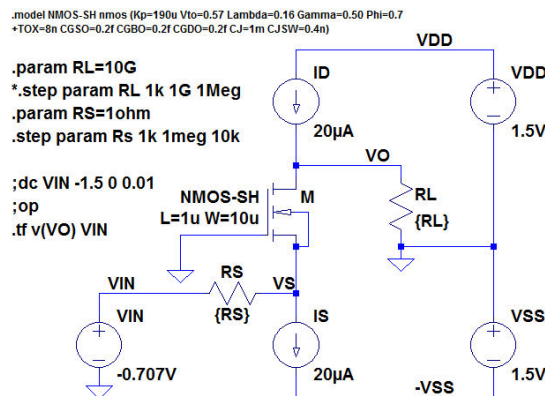 .model NMOS-SH nmos (Kp=190u Vto=0.57 Lambda=0.16 Gamma=0.50 Phi=0.7
+TOX=8n CGSO=0.2f CGBO=0.2f CGDO=0.2f CJ=1m CJSW=0.4n)
.param RL=10G
*.step param RL 1k 1G 1Meg
.param RS=1ohm
.step param Rs 1k 1meg 10k
;dc VIN -1.5 0 0.01
;op
.tf v(VO) VIN
VDD
ID
20µA
VDD
1.5V
VO
NMOS-SH
M
L=1u W=10u
RL
{RL}
VIN
RS
{RS}
VS
VIN
-0.707V
IS
20µA
VSS
1.5V
-VSS